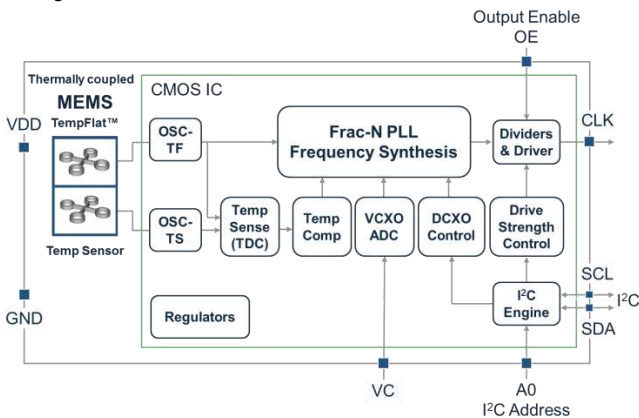 Output Enable
OE
Thermally coupled
MEMS
TempFlat™
CMOS IC
VDD
OSC-
TF
Frac-N PLL
Frequency Synthesis
Dividers
& Driver
CLK
Temp Sensor
OSC-
TS
Temp
Sense
(TDC)
Temp
Comp
VCXO
ADC
DCXO
Control
Drive
Strength
Control
GND
Regulators
I²C
Engine
SCL
I²C
SDA
VC
A0
I²C Address